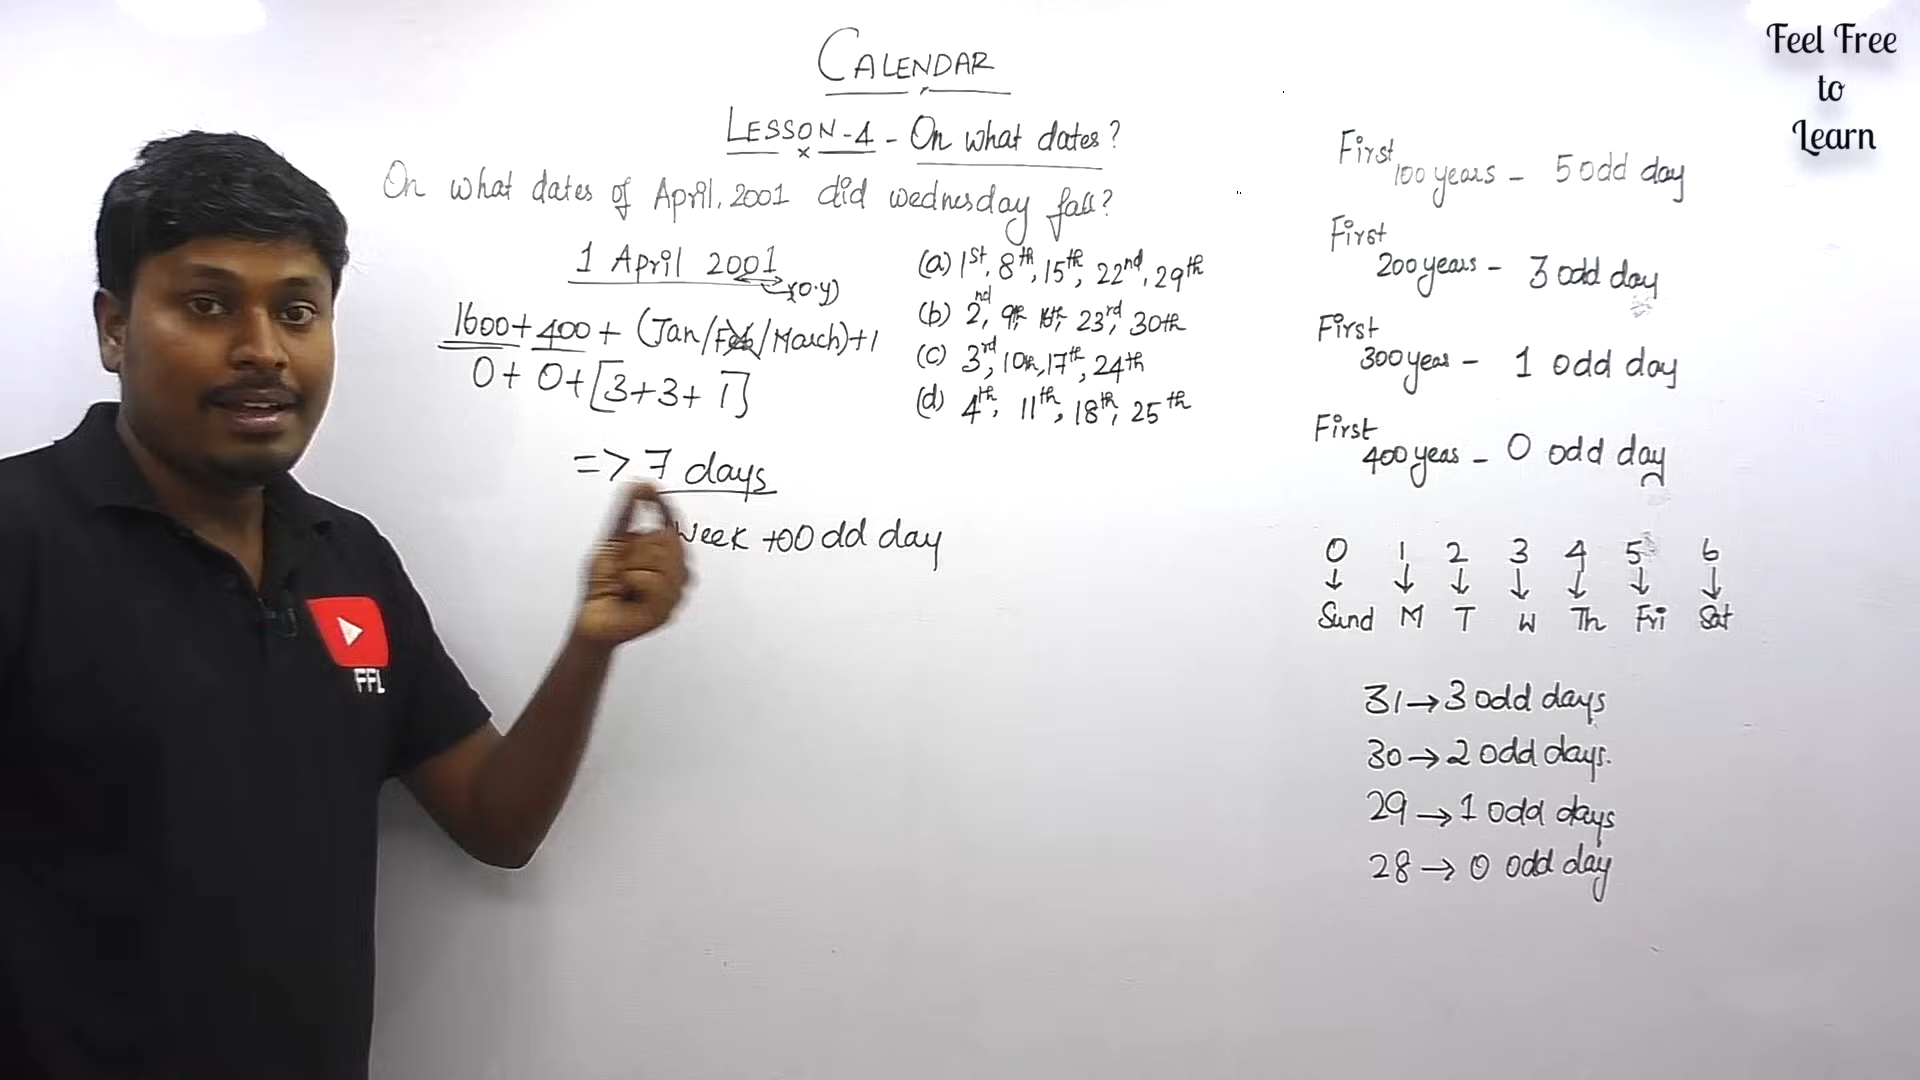 CALENDAR
LESSON-4 - On what dates?
On what dates of April, 2001 did wednesday fall?
1 April 2001
(0.y)
1600+400+(Jan/Feb/March)+1
0+0+[3+3+1]
=> 7 days
week +0 Odd day
(a) 1st, 8th, 15th, 22nd, 29th
(b) 2nd, 9th, 16th, 23rd, 30th
(c) 3rd, 10th, 17th, 24th
(d) 4th, 11th, 18th, 25th
First
100 years - 5 odd day
First
200 years - 3 odd day
First
300 year - 1 odd day
First
400 yeas - 0 odd day
0 1 2 3 4 5 6
Sund M T W Th Fri Sat
31→3 odd days
30→2 odd days.
29→1 odd days
28→0 odd day
Feel Free
to
Learn
FFL